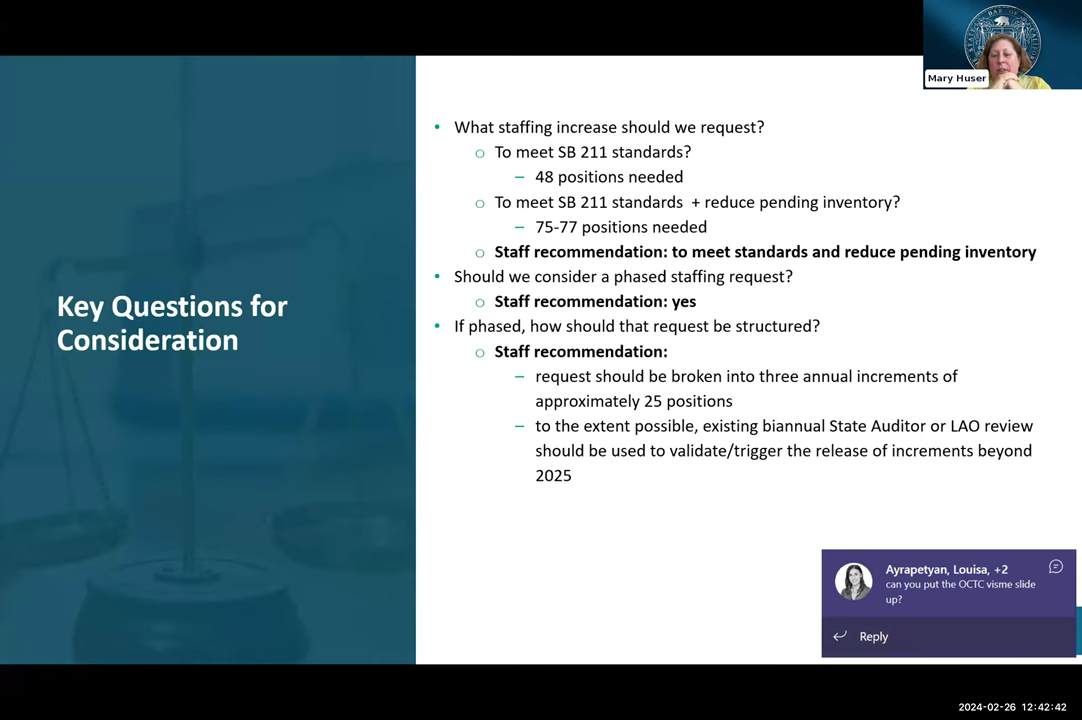 Mary Huser
• What staffing increase should we request?
o To meet SB 211 standards?
– 48 positions needed
o To meet SB 211 standards + reduce pending inventory?
– 75-77 positions needed
o Staff recommendation: to meet standards and reduce pending inventory
• Should we consider a phased staffing request?
o Staff recommendation: yes
• If phased, how should that request be structured?
o Staff recommendation:
– request should be broken into three annual increments of
approximately 25 positions
– to the extent possible, existing biannual State Auditor or LAO review
should be used to validate/trigger the release of increments beyond
2025
Key Questions for
Consideration
Ayrapetyan, Louisa, +2
can you put the OCTC visme slide
up?
Reply
2024-02-26 12:42:42